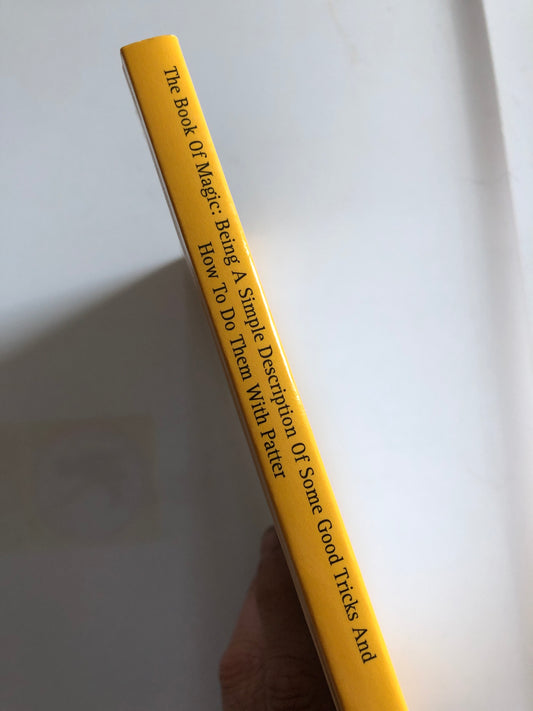 The Book Of Magic: Being A Simple Description Of Some Good Tricks And
How To Do Them With Patter